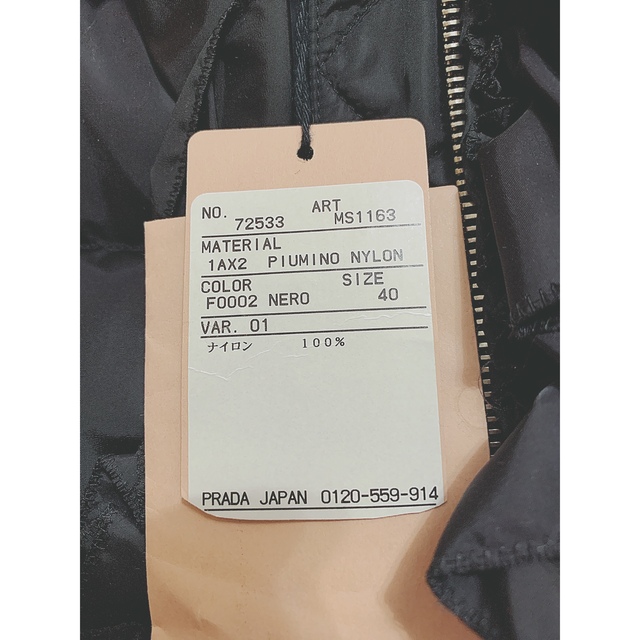 NO. 72533 ART MS1163
MATERIAL
1AX2 PIUMINO NYLON
COLOR SIZE
F0002 NERO 40
VAR. 01
ナイロン 100%
PRADA JAPAN 0120-559-914